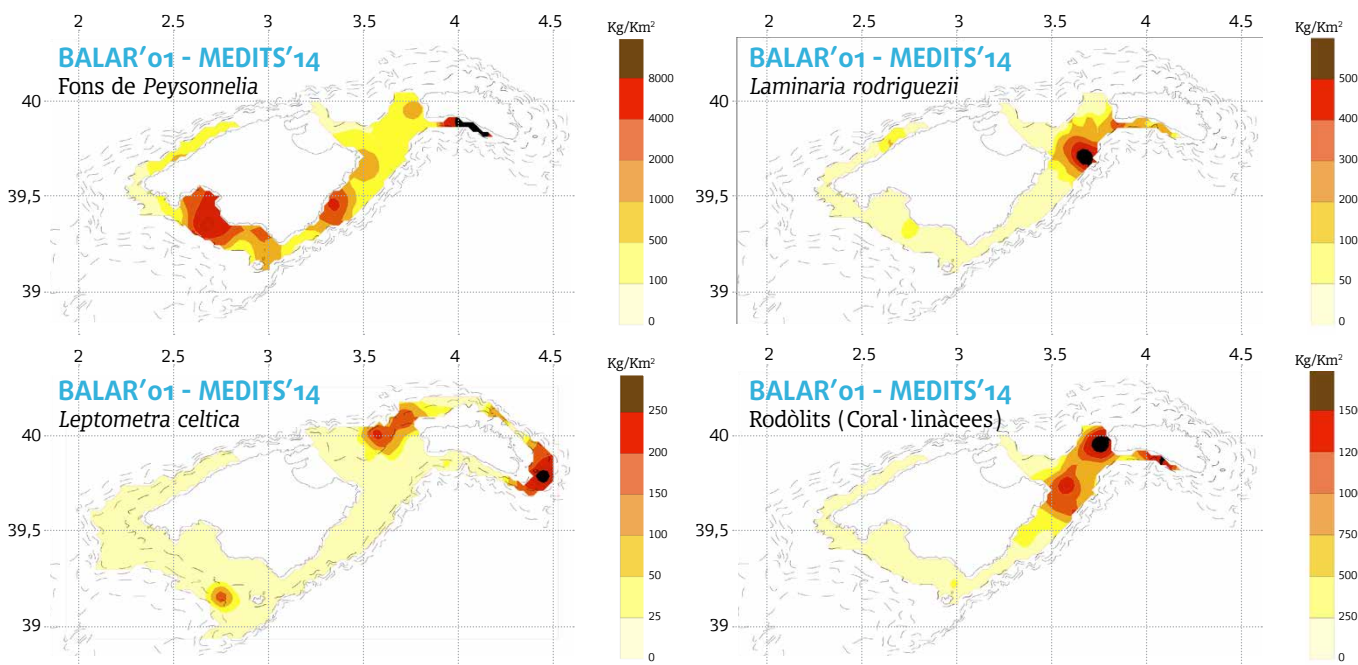 2 3 3.5 4 4.5
2.5
Kg/Km²
BALAR'01 - MEDITS'14
Fons de Peysonnelia
8000
4000
2000
1000
500
100
0
40
39,5
39
2 2.5 3 3.5 4 4.5
Kg/Km²
BALAR'01 - MEDITS'14
Laminaria rodriguezii
500
400
300
200
100
50
0
40
39,5
39
2 2.5 3 3.5 4 4.5
Kg/Km²
BALAR'01 - MEDITS'14
Leptometra celtica
250
200
150
100
50
25
0
40
39,5
39
2 2.5 3 3.5 4 4.5
Kg/Km²
BALAR'01 - MEDITS'14
Rodòlits (Coral·linàcees)
150
120
100
750
500
250
0
40
39,5
39